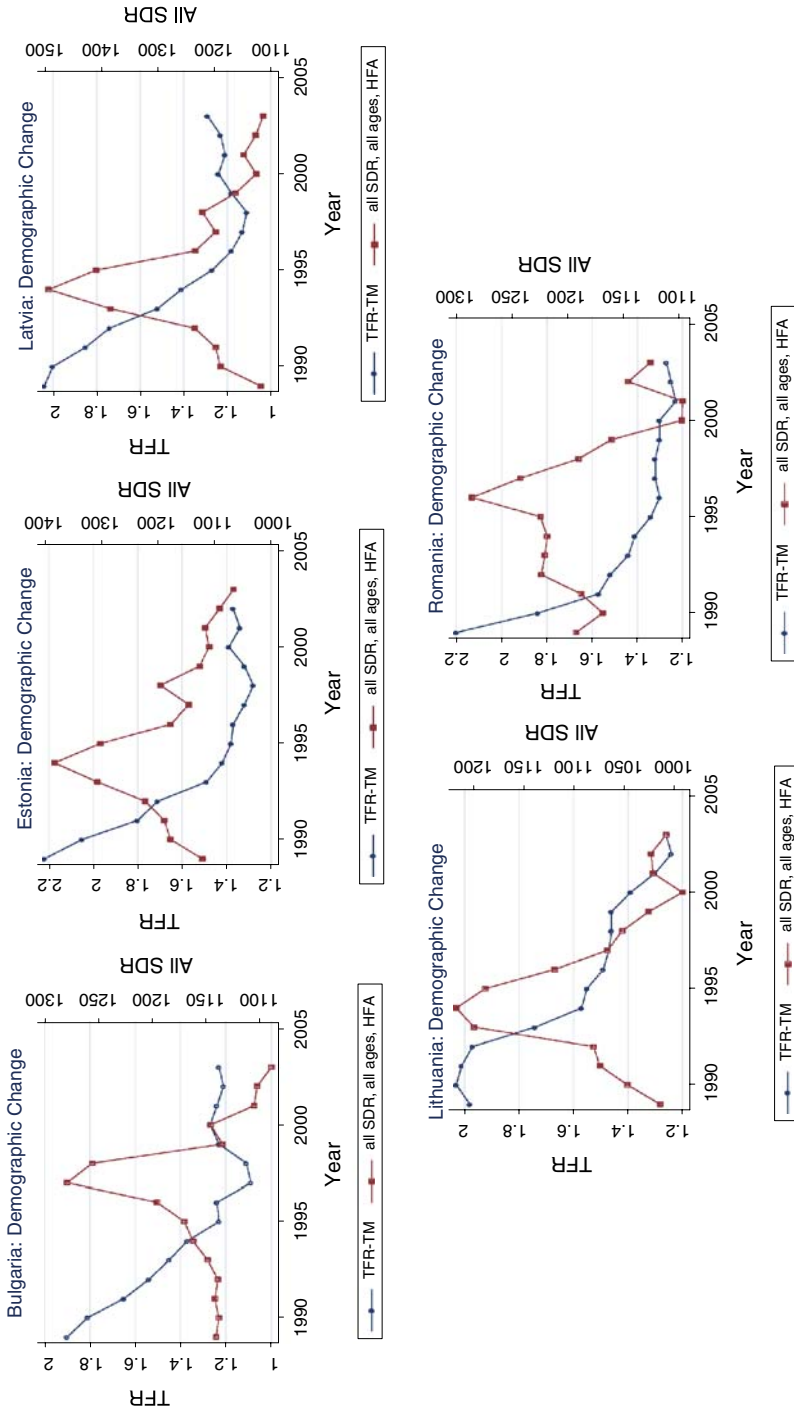 Bulgaria: Demographic Change
TFR
2
1.8
1.6
1.4
1.2
1
All SDR
1300
1250
1200
1150
1100
1990
1995
2000
2005
Year
TFR-TM
all SDR, all ages, HFA
Estonia: Demographic Change
TFR
2.2
2
1.8
1.6
1.4
1.2
All SDR
1400
1300
1200
1100
1000
1990
1995
2000
2005
Year
TFR-TM
all SDR, all ages, HFA
Latvia: Demographic Change
TFR
2
1.8
1.6
1.4
1.2
1
All SDR
1500
1400
1300
1200
1100
1990
1995
2000
2005
Year
TFR-TM
all SDR, all ages, HFA
Lithuania: Demographic Change
TFR
2
1.8
1.6
1.4
1.2
All SDR
1200
1150
1100
1050
1000
1990
1995
2000
2005
Year
TFR-TM
all SDR, all ages, HFA
Romania: Demographic Change
TFR
2.2
2
1.8
1.6
1.4
1.2
All SDR
1300
1250
1200
1150
1100
1990
1995
2000
2005
Year
TFR-TM
all SDR, all ages, HFA